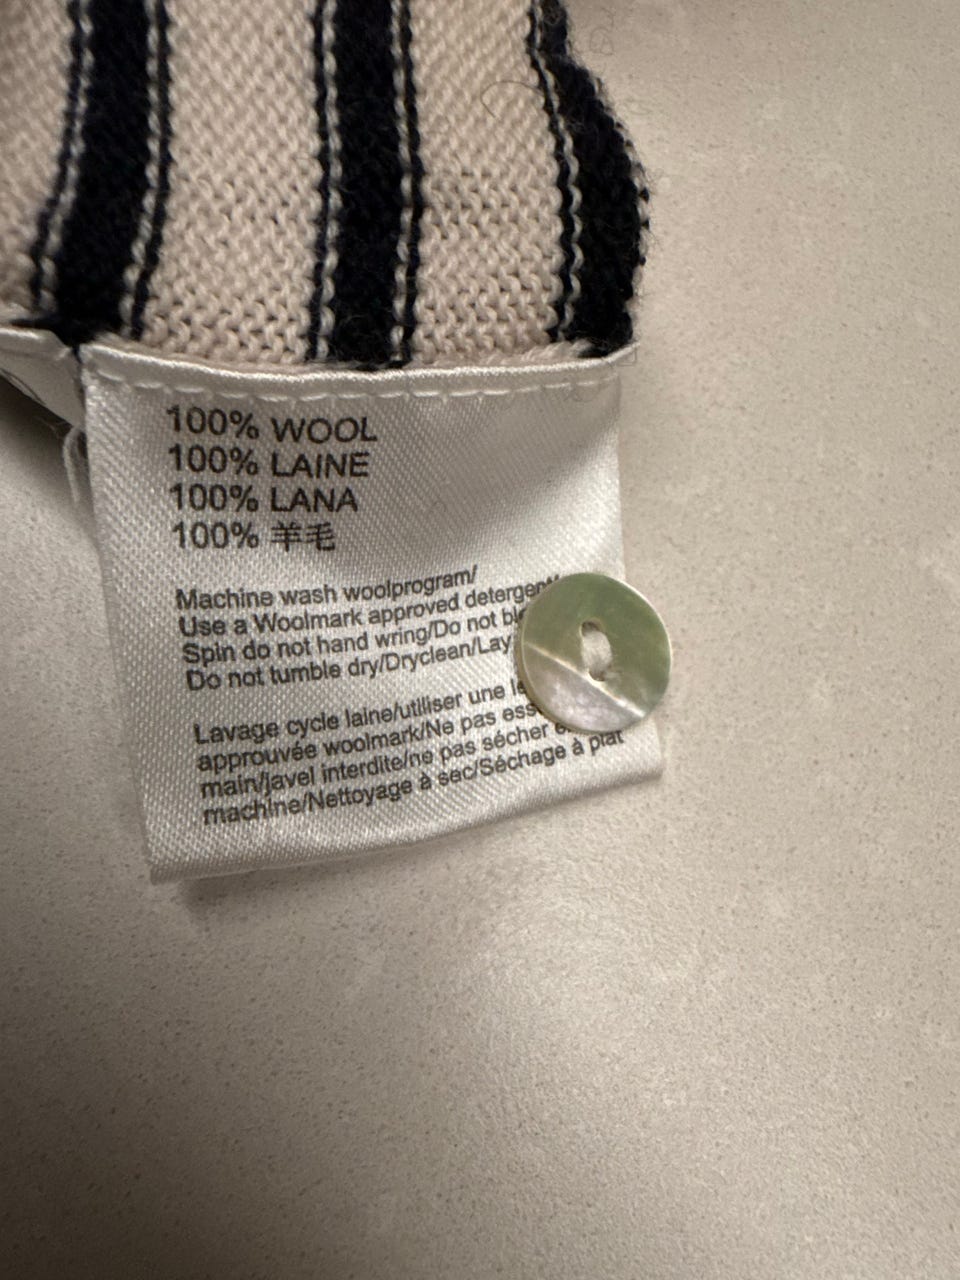 100% WOOL
100% LAINE
100% LANA
100% 羊毛
Machine wash woolprogram/
Use a Woolmark approved detergent/
Spin do not hand wring/Do not
Do not tumble dry/Dryclean/Lay
Lavage cycle laine/utiliser une
approuvée woolmark/Ne pas
main/javel interdite/ne pas sécher
machine/Nettoyage à sec/Séchage à plat